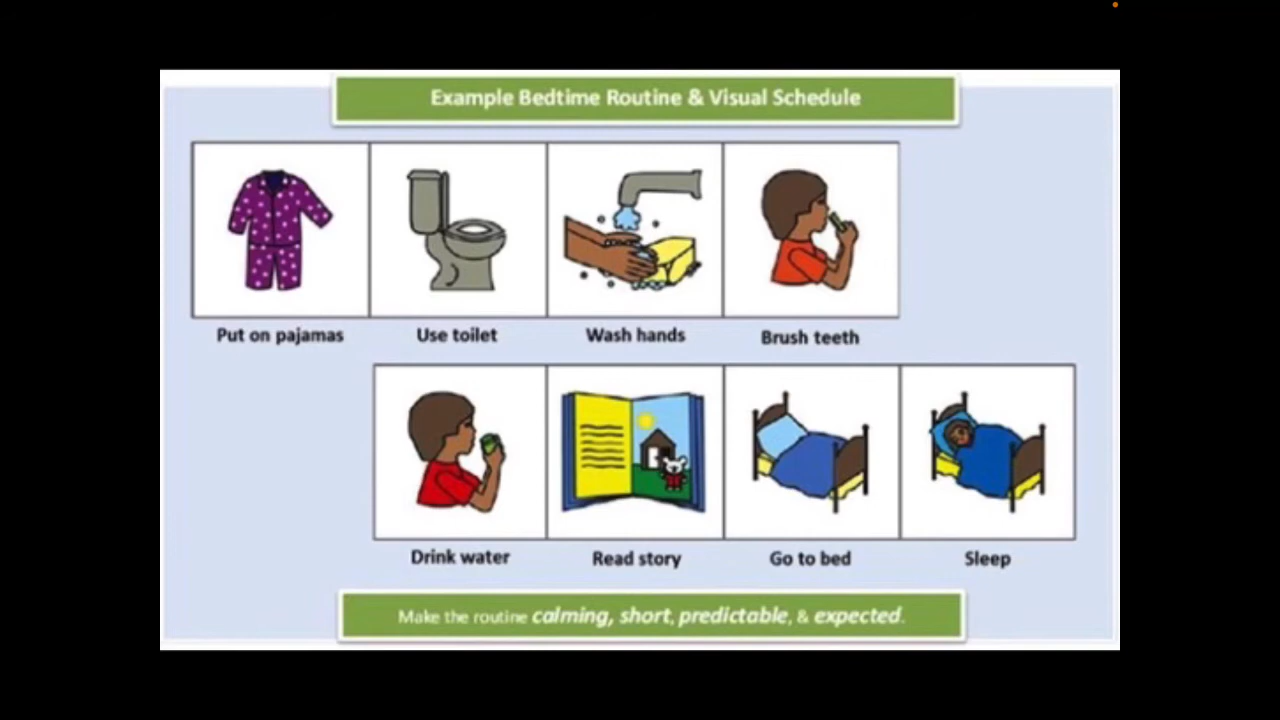 Example Bedtime Routine & Visual Schedule
Put on pajamas
Use toilet
Wash hands
Brush teeth
Drink water
Read story
Go to bed
Sleep
Make the routine calming, short, predictable, & expected.